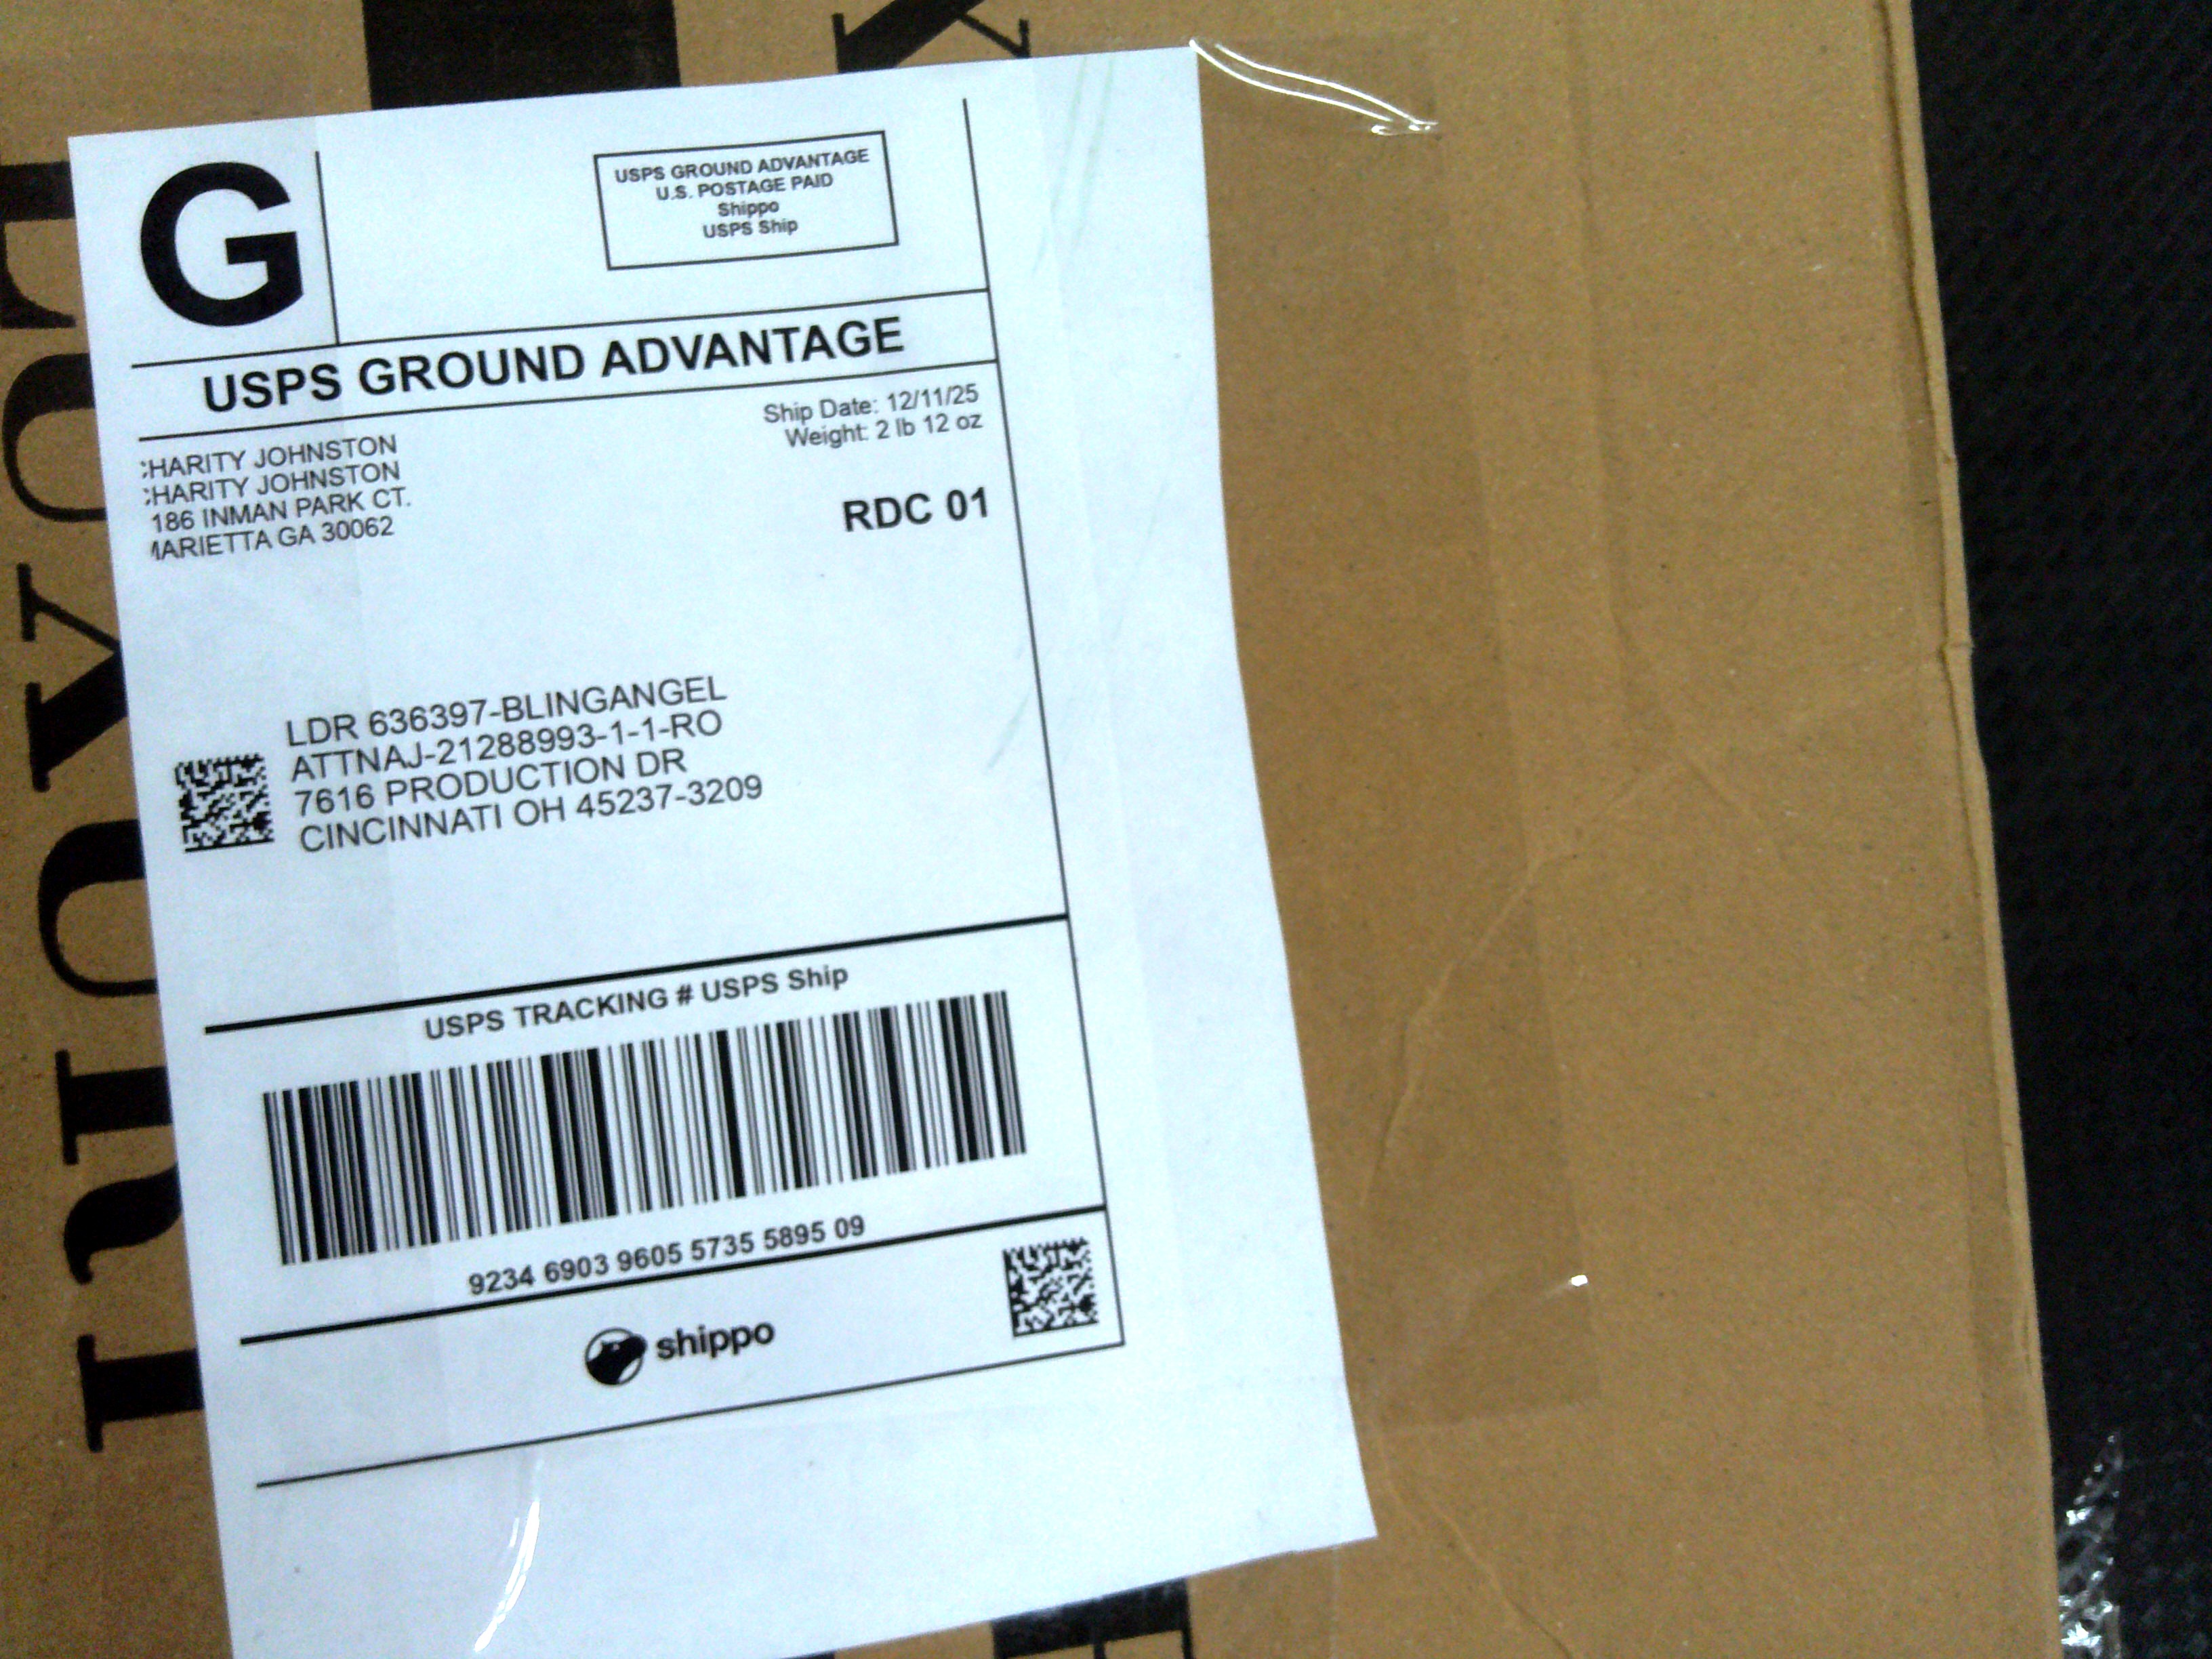 G
USPS GROUND ADVANTAGE
U.S. POSTAGE PAID
Shippo
USPS Ship
USPS GROUND ADVANTAGE
Ship Date: 12/11/25
Weight: 2 lb 12 oz
HARITY JOHNSTON
HARITY JOHNSTON
186 INMAN PARK CT.
ARIETTA GA 30062
RDC 01
LDR 636397-BLINGANGEL
ATTNAJ-21288993-1-1-RO
7616 PRODUCTION DR
CINCINNATI OH 45237-3209
USPS TRACKING # USPS Ship
9234 6903 9605 5735 5895 09
shippo